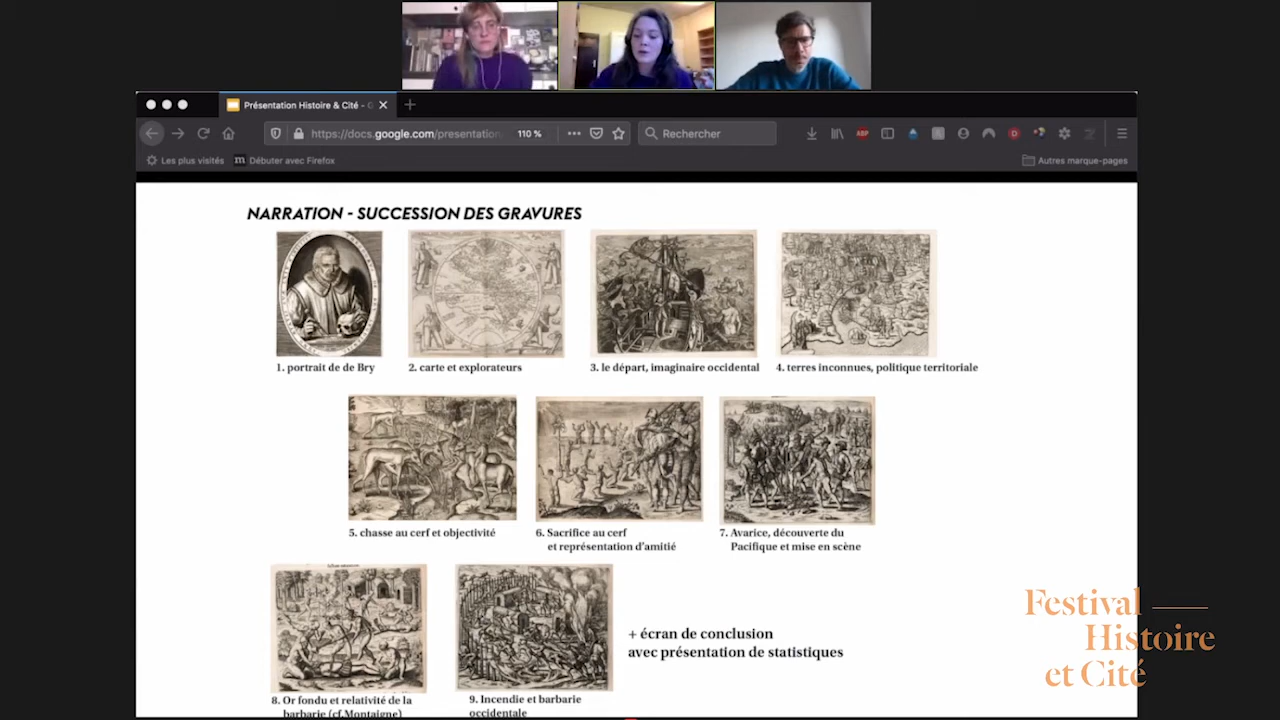 Présentation Histoire & Cité - G
https://docs.google.com/presentation
110 %
Rechercher
Les plus visités
Débuter avec Firefox
Autres marque-pages
NARRATION - SUCCESSION DES GRAVURES
1. portrait de de Bry
2. carte et explorateurs
3. le départ, imaginaire occidental
4. terres inconnues, politique territoriale
5. chasse au cerf et objectivité
6. Sacrifice au cerf
et représentation d'amitié
7. Avarice, découverte du
Pacifique et mise en scène
8. Or fondu et relativité de la
barbarie (cf.Montaigne)
9. Incendie et barbarie
occidentale
+ écran de conclusion
avec présentation de statistiques
Festival
Histoire
et Cité